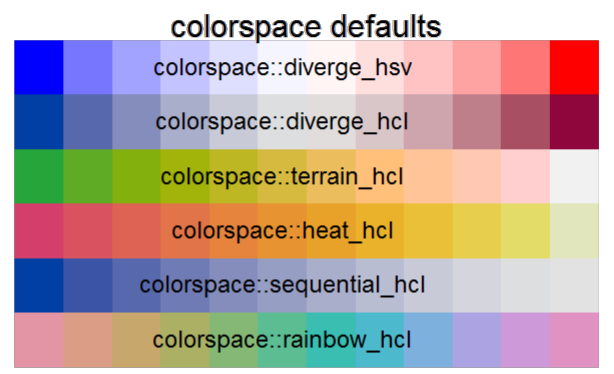 colorspace defaults
colorspace::diverge_hsv
colorspace::diverge_hcl
colorspace::terrain_hcl
colorspace::heat_hcl
colorspace::sequential_hcl
colorspace::rainbow_hcl